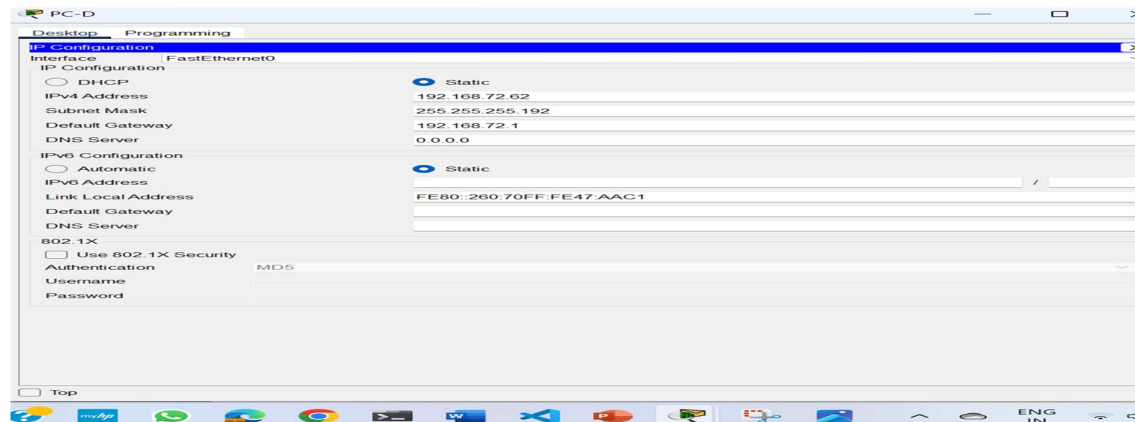 PC-D
Desktop Programming
IP Configuration
Interface FastEthernet0
IP Configuration
DHCP Static
IPv4 Address 192.168.72.62
Subnet Mask 255.255.255.192
Default Gateway 192.168.72.1
DNS Server 0.0.0.0
IPv6 Configuration
Automatic Static
IPv6 Address /
Link Local Address FE80::260:70FF:FE47:AAC1
Default Gateway
DNS Server
802.1X
Use 802.1X Security
Authentication MD5
Username
Password
Top
myhp W P ENG
IN